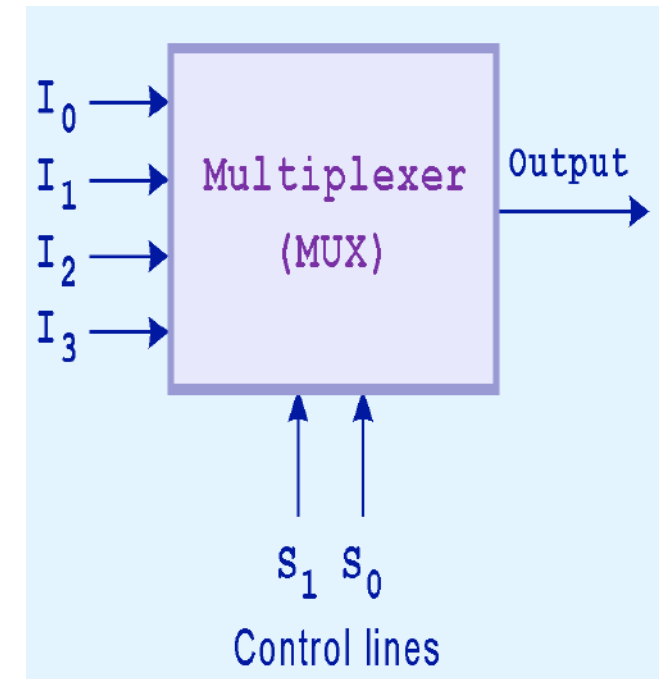 I0
I1
I2
I3
Multiplexer
(MUX)
Output
S1 S0
Control lines